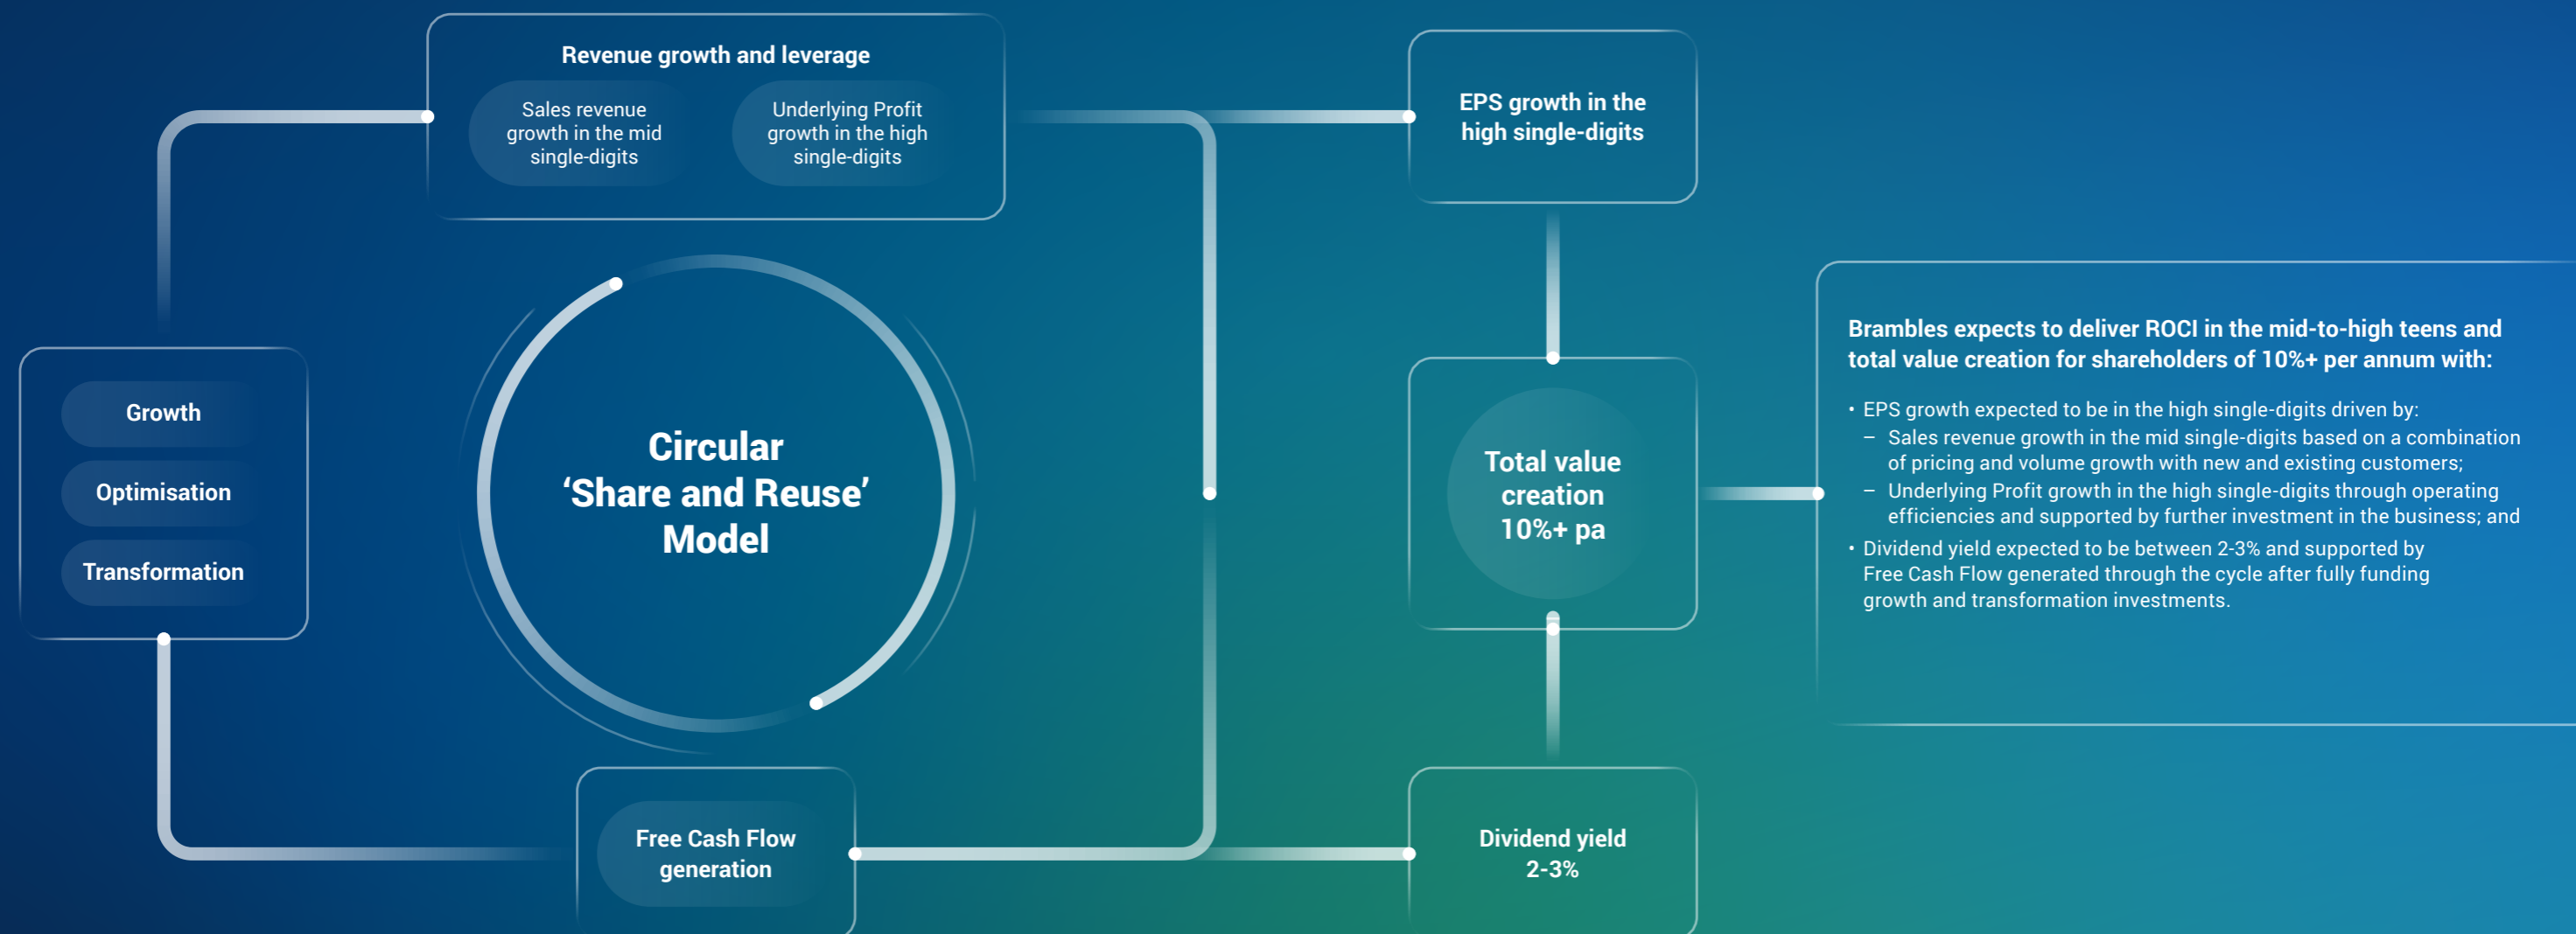 Revenue growth and leverage
Sales revenue
growth in the mid
single-digits
Underlying Profit
growth in the high
single-digits
EPS growth in the
high single-digits
Growth
Optimisation
Transformation
Circular
‘Share and Reuse’
Model
Total value
creation
10%+ pa
Brambles expects to deliver ROCI in the mid-to-high teens and
total value creation for shareholders of 10%+ per annum with:
• EPS growth expected to be in the high single-digits driven by:
– Sales revenue growth in the mid single-digits based on a combination
of pricing and volume growth with new and existing customers;
– Underlying Profit growth in the high single-digits through operating
efficiencies and supported by further investment in the business; and
• Dividend yield expected to be between 2-3% and supported by
Free Cash Flow generated through the cycle after fully funding
growth and transformation investments.
Free Cash Flow
generation
Dividend yield
2-3%